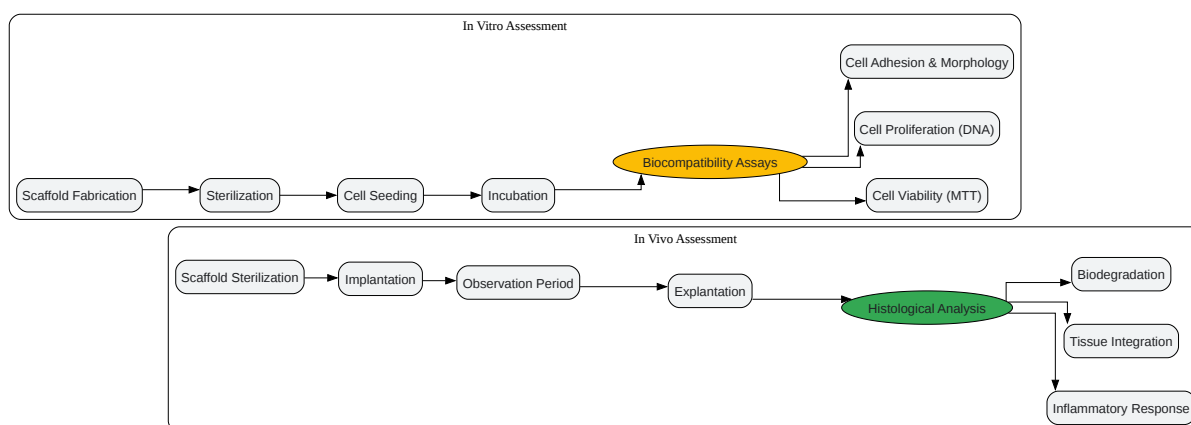 In Vitro Assessment
Cell Adhesion & Morphology
Cell Proliferation (DNA)
Biocompatibility Assays
Scaffold Fabrication
Sterilization
Cell Seeding
Incubation
Cell Viability (MTT)
In Vivo Assessment
Scaffold Sterilization
Implantation
Observation Period
Explantation
Histological Analysis
Biodegradation
Tissue Integration
Inflammatory Response